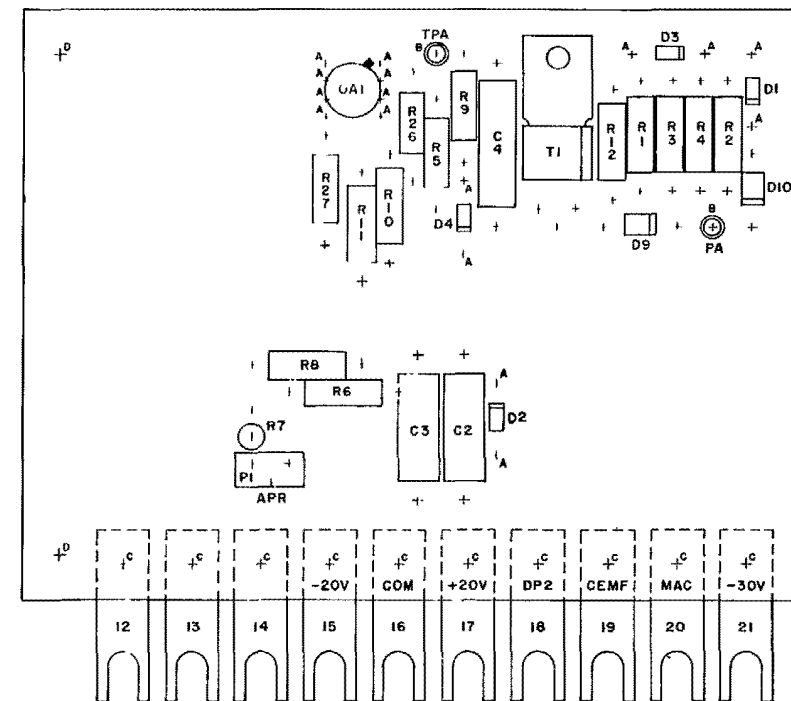 D
TPA
B
D3
A
A
A
A
A
A
A
A
A
A
A
OA1
D1
R9
R26
R5
C4
T1
R12
R1
R3
R4
R2
A
R27
R11
R10
A
D4
A
D10
D9
B
PA
R8
R6
A
R7
C3
C2
D2
P1
A
APR
D
C
C
C
C
C
C
C
C
C
C
-20V
COM
+20V
DP2
CEMF
MAC
-30V
12
13
14
15
16
17
18
19
20
21